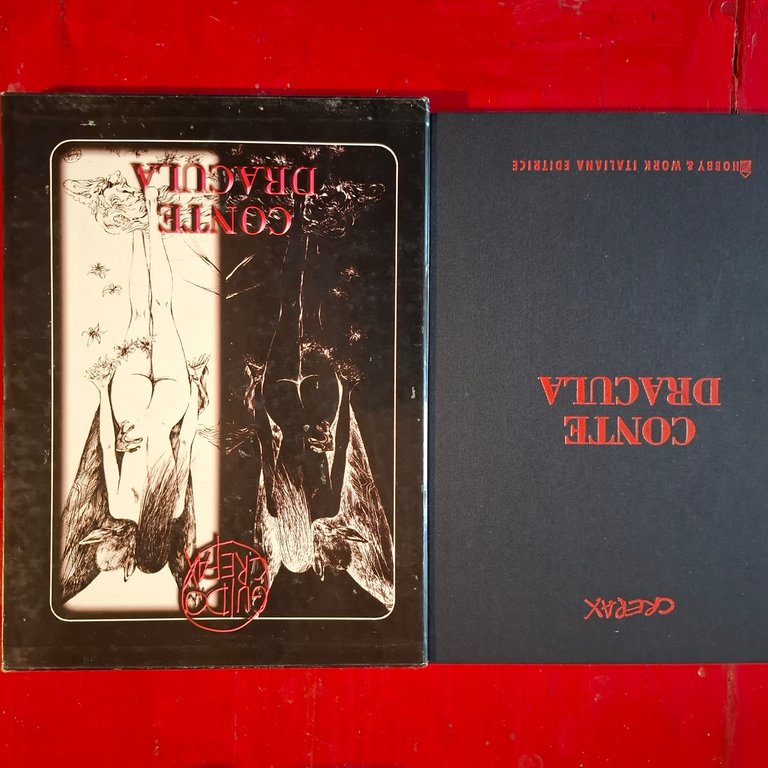 GUIDO
CREPAX
CONTE
DRACULA
CREPAX
CONTE
DRACULA
HOBBY & WORK ITALIANA EDITRICE